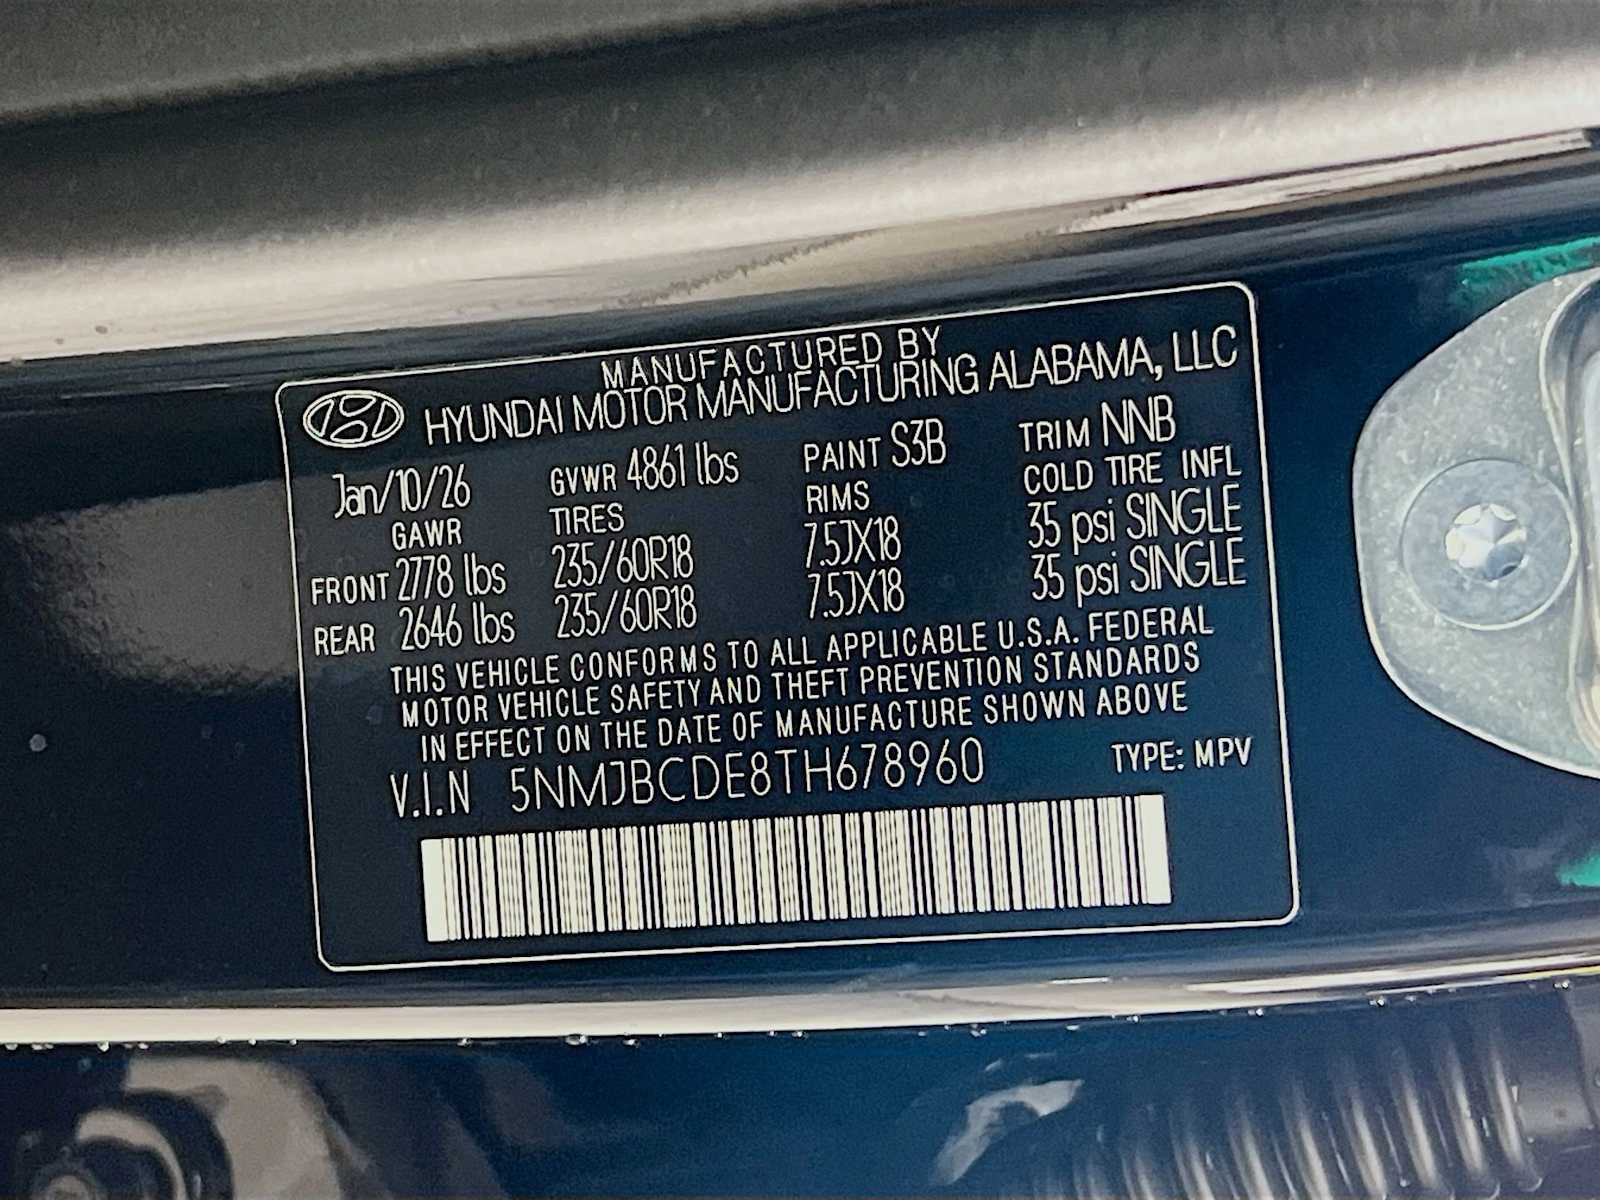 MANUFACTURED BY
HYUNDAI MOTOR MANUFACTURING ALABAMA, LLC
Jan/10/26 GVWR 4861 lbs PAINT S3B TRIM NNB
GAWR TIRES RIMS COLD TIRE INFL
FRONT 2778 lbs 235/60R18 7.5JX18 35 psi SINGLE
REAR 2646 lbs 235/60R18 7.5JX18 35 psi SINGLE
THIS VEHICLE CONFORMS TO ALL APPLICABLE U.S.A. FEDERAL
MOTOR VEHICLE SAFETY AND THEFT PREVENTION STANDARDS
IN EFFECT ON THE DATE OF MANUFACTURE SHOWN ABOVE
V.I.N 5NMJBCDE8TH678960 TYPE: MPV